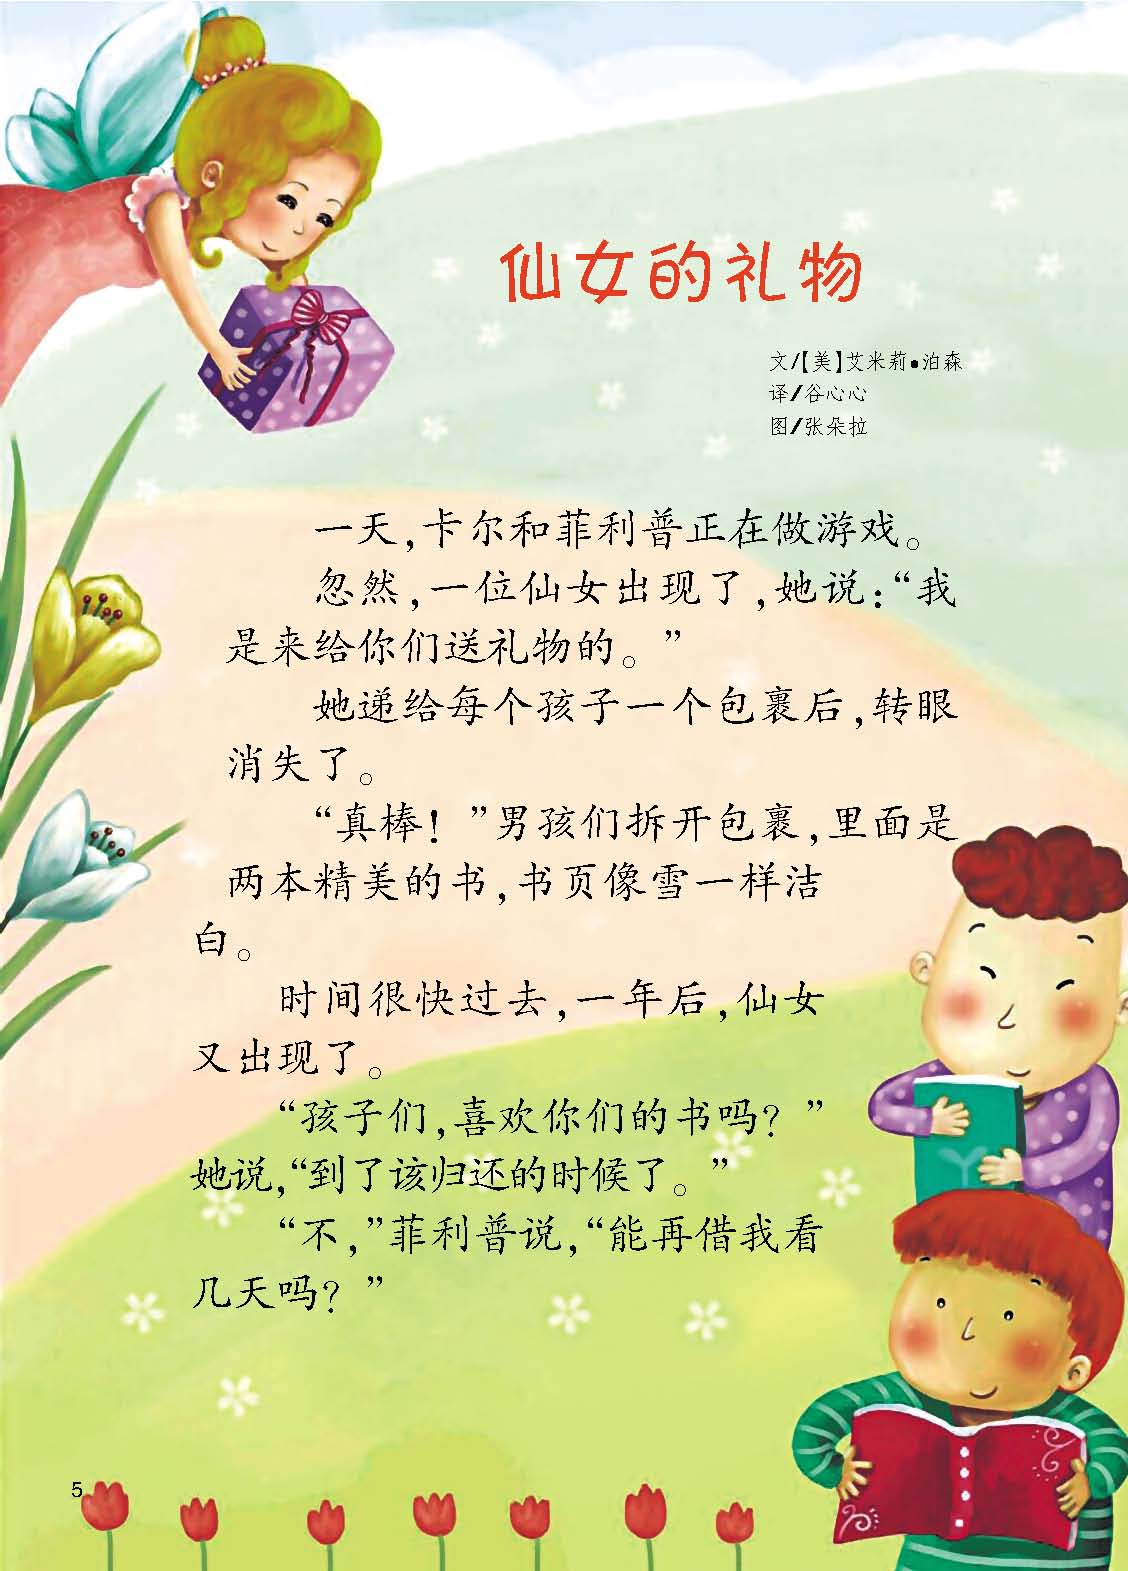 仙女的礼物
文/【美】艾米莉•泊森
译/谷心心
图/张朵拉
一天,卡尔和菲利普正在做游戏。
忽然,一位仙女出现了,她说:“我
是来给你们送礼物的。”
她递给每个孩子一个包裹后,转眼
消失了。
“真棒!”男孩们拆开包裹,里面是
两本精美的书,书页像雪一样洁
白。
时间很快过去,一年后,仙女
又出现了。
“孩子们,喜欢你们的书吗?”
她说,“到了该归还的时候了。”
“不,”菲利普说,“能再借我看
几天吗?”
5